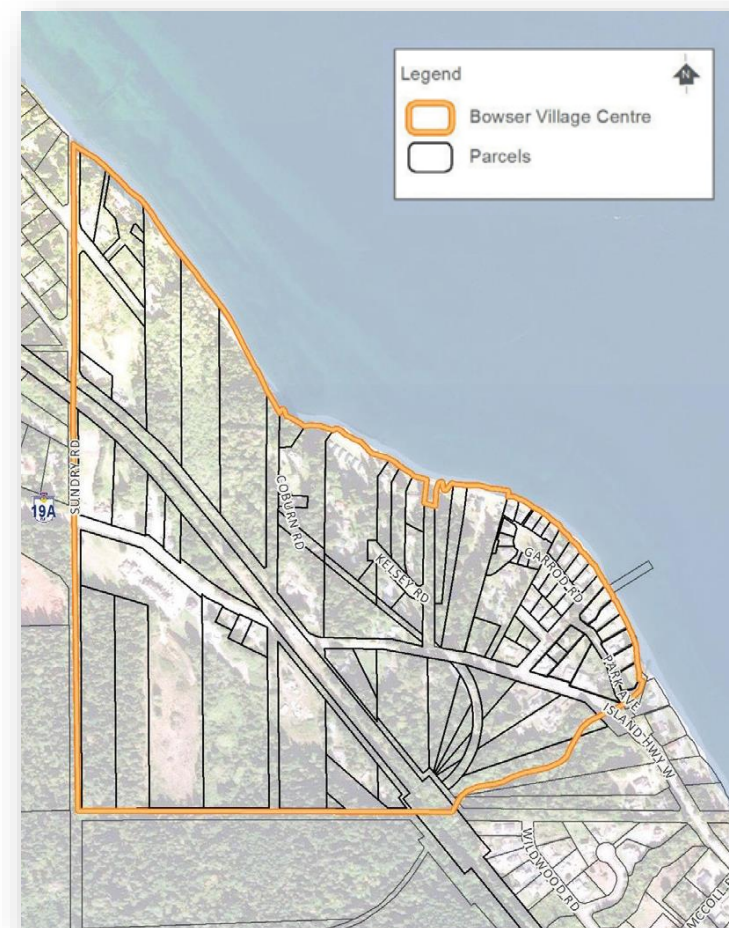 Legend
N
Bowser Village Centre
Parcels
SUNDRY RD
19A
COBURN RD
KELSEY RD
GARROD RD
PARK AVE
ISLAND HWY W
WILDWOOD RD
MCCOLL